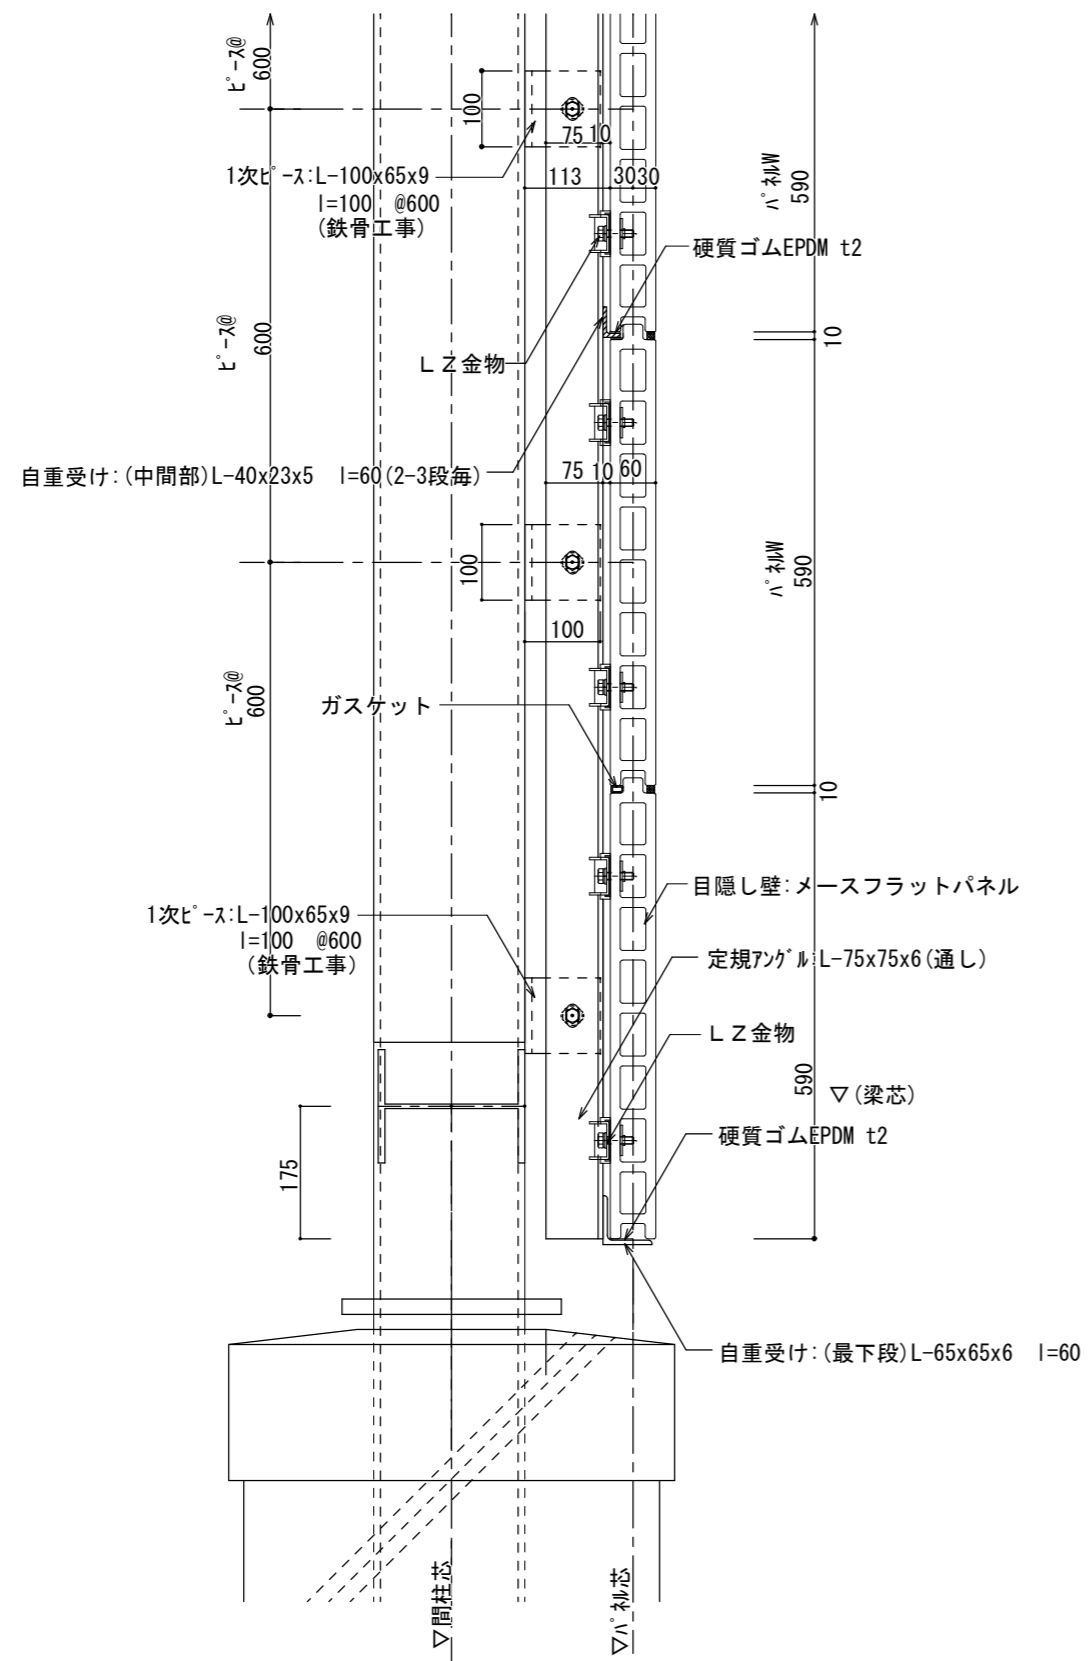 ﾋﾟｰｽ@
600
100
75 10
1次ﾋﾟｰｽ:L-100x65x9
l=100 @600
(鉄骨工事)
113
30 30
ﾊﾟﾈﾙW
590
硬質ゴムEPDM t2
10
ﾋﾟｰｽ@
600
ＬＺ金物
自重受け:(中間部)L-40x23x5 l=60(2-3段毎)
75 10 60
100
100
ﾊﾟﾈﾙW
590
ﾋﾟｰｽ@
600
ガスケット
10
目隠し壁:メースフラットパネル
1次ﾋﾟｰｽ:L-100x65x9
l=100 @600
(鉄骨工事)
定規ｱﾝｸﾞﾙ:L-75x75x6(通し)
ＬＺ金物
590
▽(梁芯)
硬質ゴムEPDM t2
175
自重受け:(最下段)L-65x65x6 l=60
▽間柱芯
▽ﾊﾟﾈﾙ芯